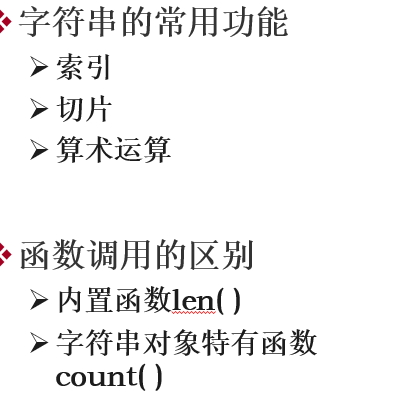 字符串的常用功能
索引
切片
算术运算
函数调用的区别
内置函数len( )
字符串对象特有函数
count( )